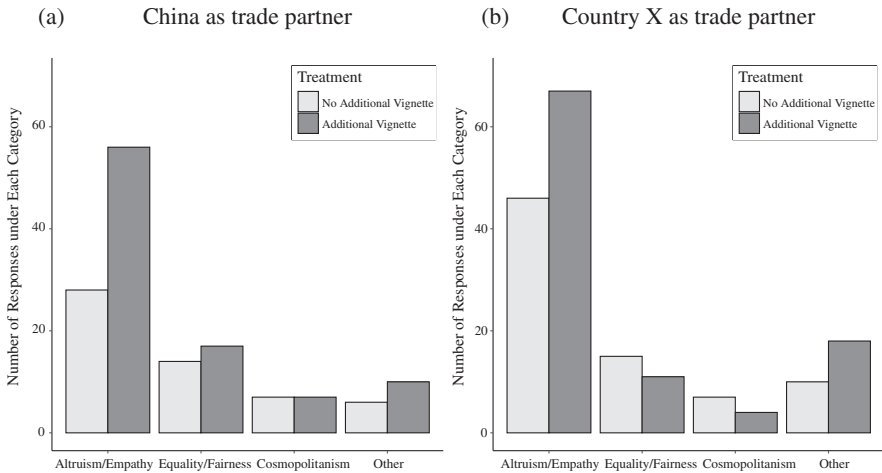 (a) China as trade partner
Number of Responses under Each Category
60
40
20
0
Treatment
No Additional Vignette
Additional Vignette
Altruism/Empathy Equality/Fairness Cosmopolitanism Other
(b) Country X as trade partner
Number of Responses under Each Category
60
40
20
0
Treatment
No Additional Vignette
Additional Vignette
Altruism/Empathy Equality/Fairness Cosmopolitanism Other